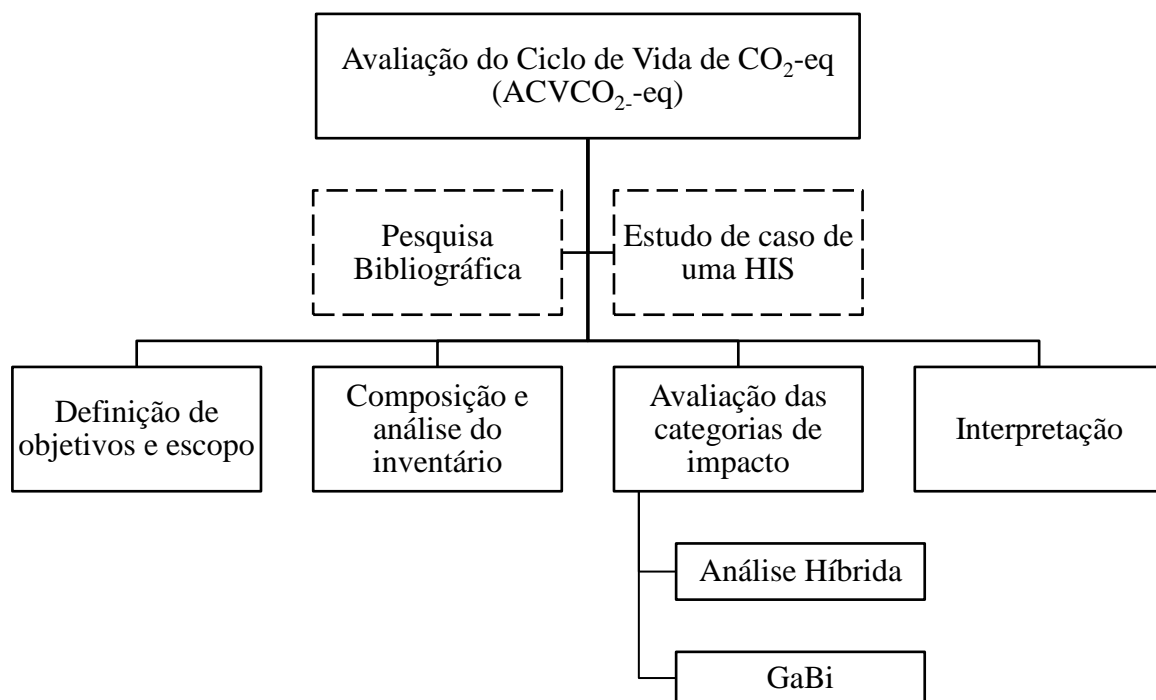 Avaliação do Ciclo de Vida de CO₂-eq
(ACVCO₂--eq)
Pesquisa
Bibliográfica
Estudo de caso de
uma HIS
Definição de
objetivos e escopo
Composição e
análise do
inventário
Avaliação das
categorias de
impacto
Interpretação
Análise Híbrida
GaBi